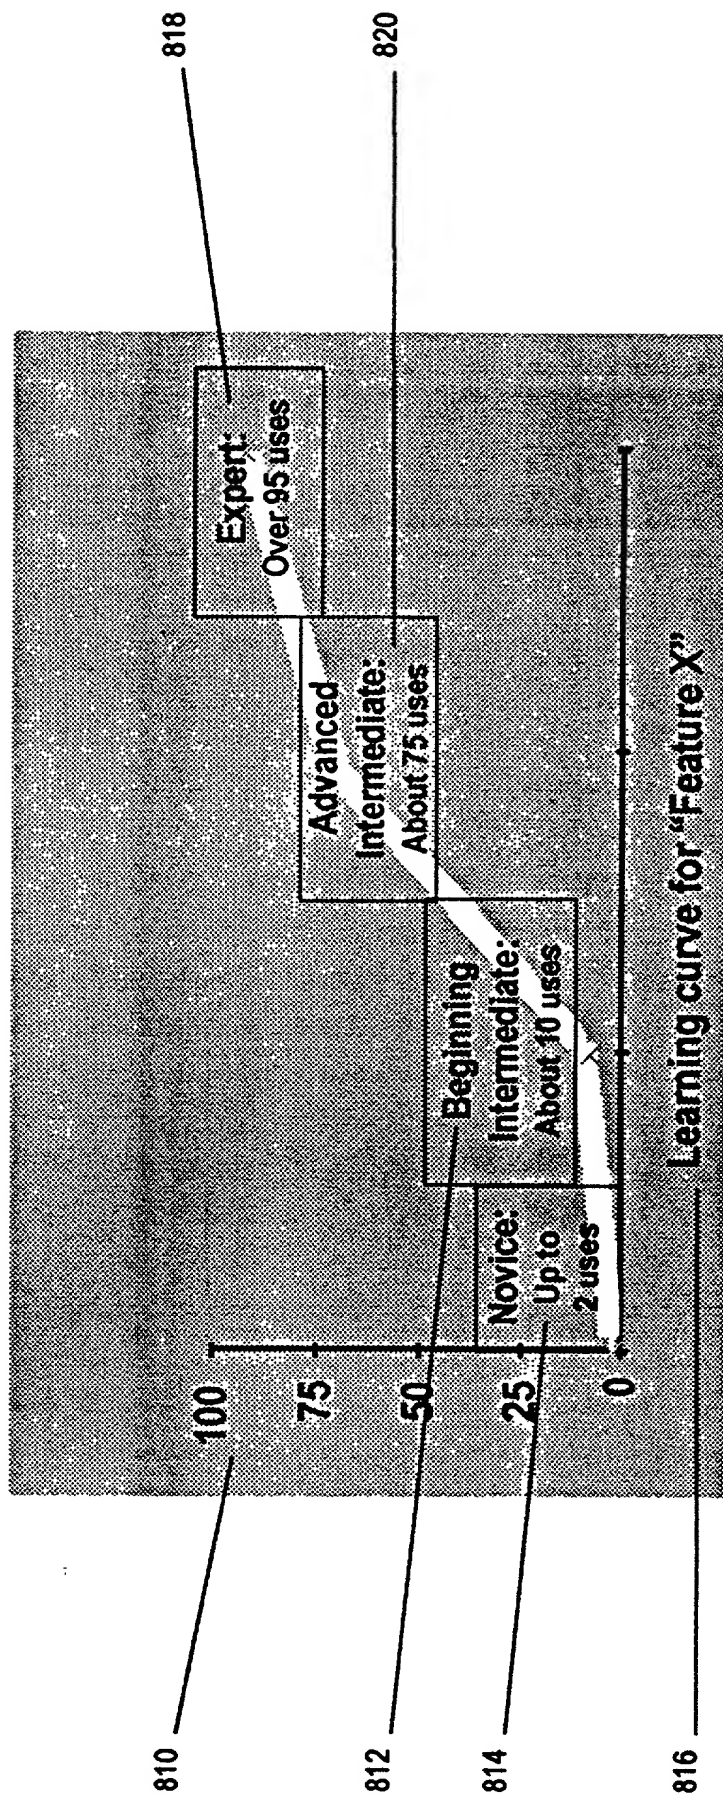 818
820
Expert:
Over 95 uses
Advanced
Intermediate:
About 75 uses
Beginning
Intermediate:
About 10 uses
Novice:
Up to
2 uses
100
75
50
25
0
Learning curve for "Feature X"
810
812
814
816